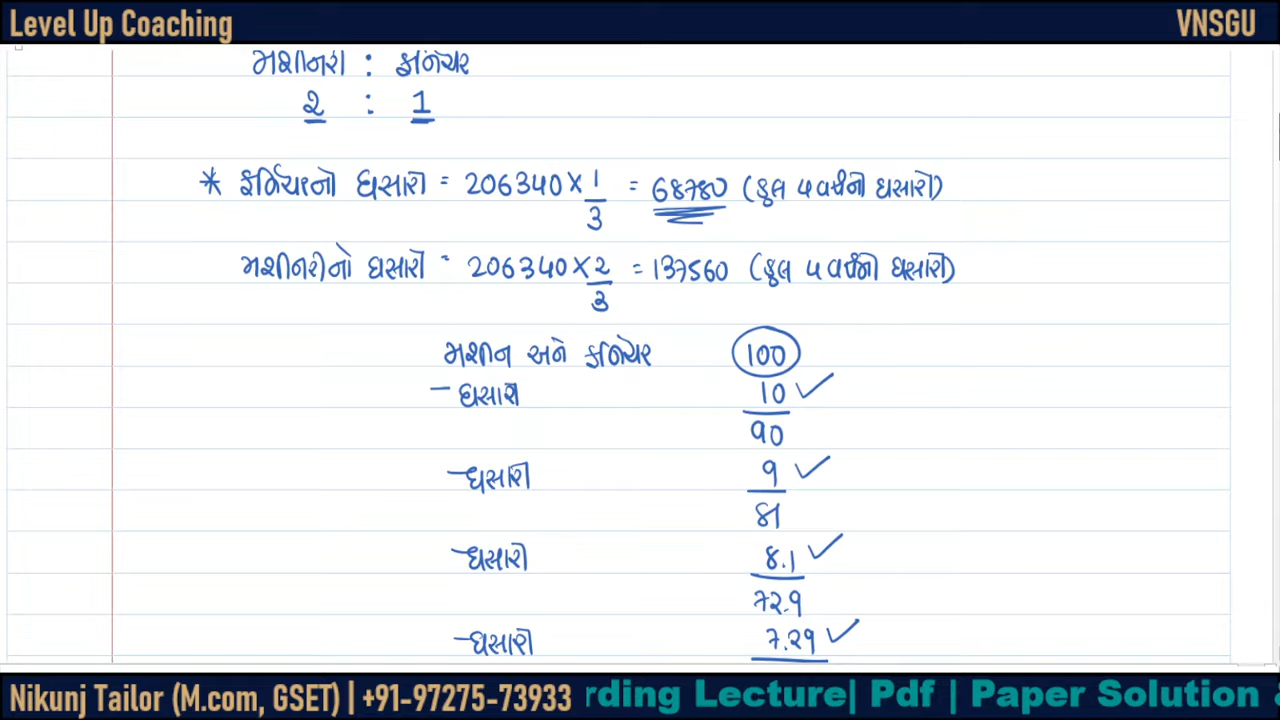 Level Up Coaching VNSGU
મશીનરી : ફર્નિચર
2 : 1
* ફર્નિચરનો ઘસારો = 206340 × 1/3 = 68780 (કુલ ૫ વર્ષનો ઘસારો)
મશીનરીનો ઘસારો = 206340 × 2/3 = 137560 (કુલ ૫ વર્ષનો ઘસારો)
મશીન અને ફર્નિચર 100
- ઘસારો 10 ✓
90
- ઘસારો 9 ✓
81
- ઘસારો 8.1 ✓
72.9
- ઘસારો 7.29 ✓
Nikunj Tailor (M.com, GSET) | +91-97275-73933 rding Lecture| Pdf | Paper Solution